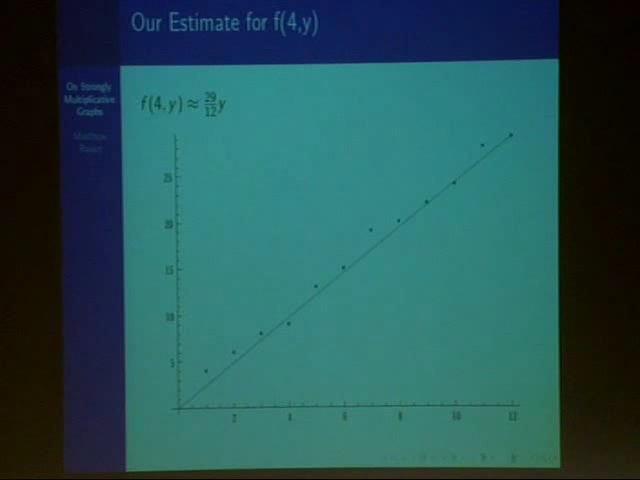 Our Estimate for f(4,y)
On Strongly
Multiplicative
Graphs
Matthew
f(4, y) ≈ 29/12 y
25
20
15
10
5
2
4
6
8
10
12